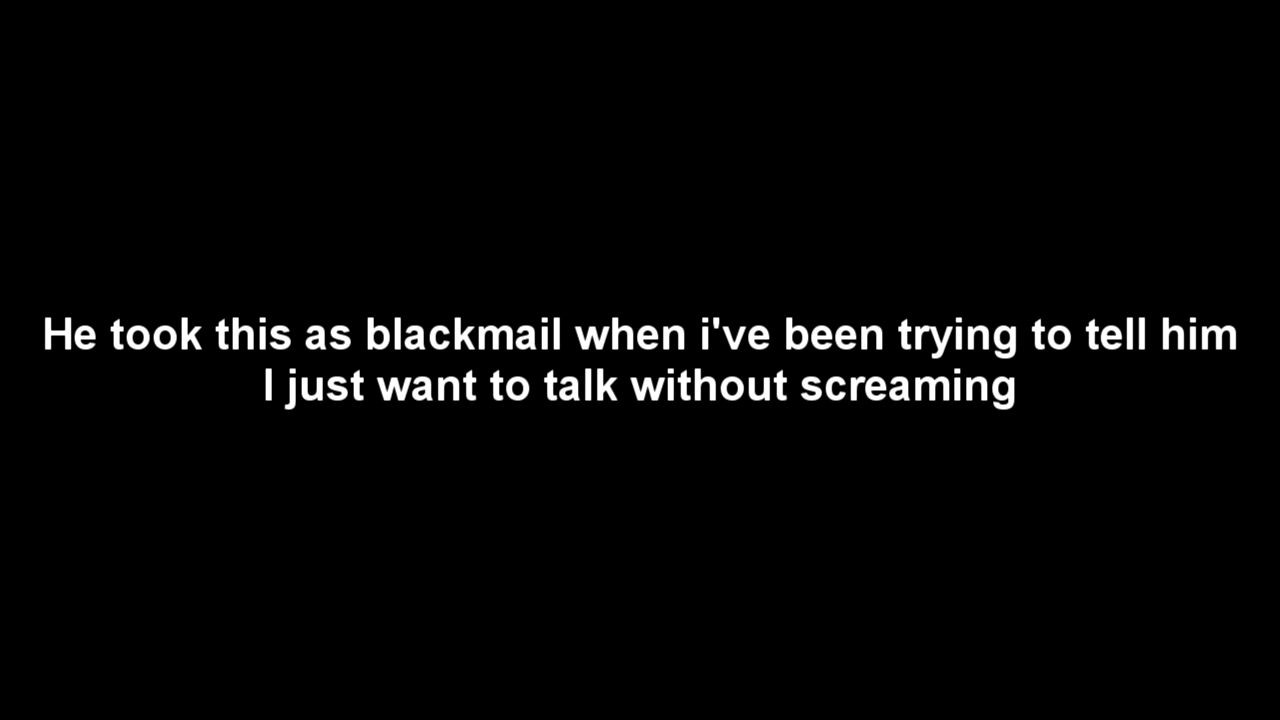 He took this as blackmail when i've been trying to tell him
I just want to talk without screaming